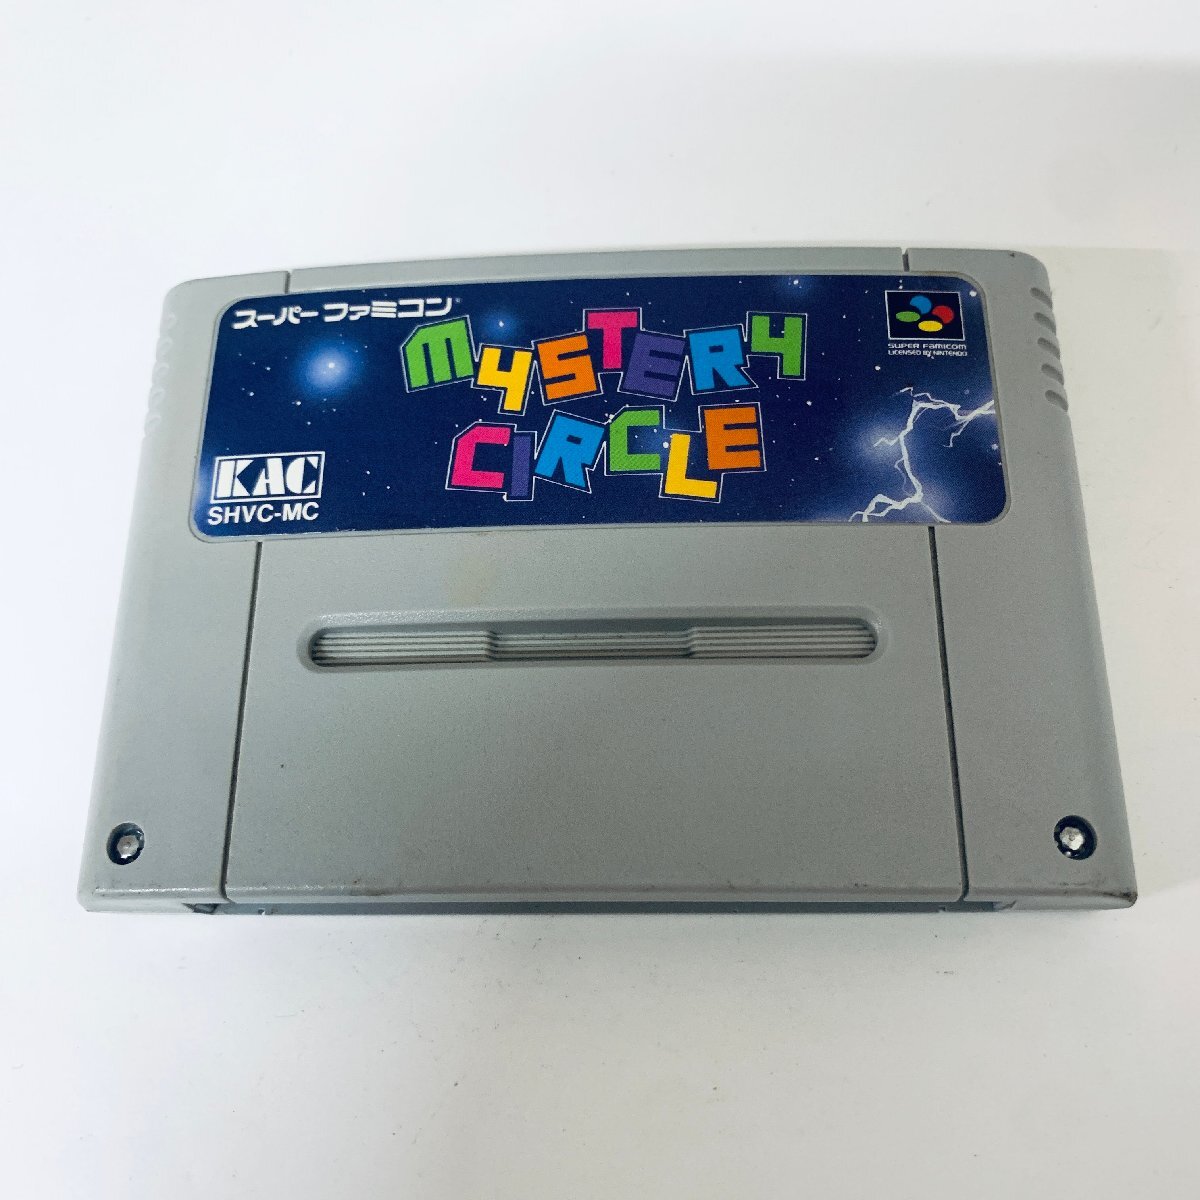 スーパーファミコン
MYSTERY
CIRCLE
SUPER FAMICOM
LICENSED BY NINTENDO
KAC
SHVC-MC